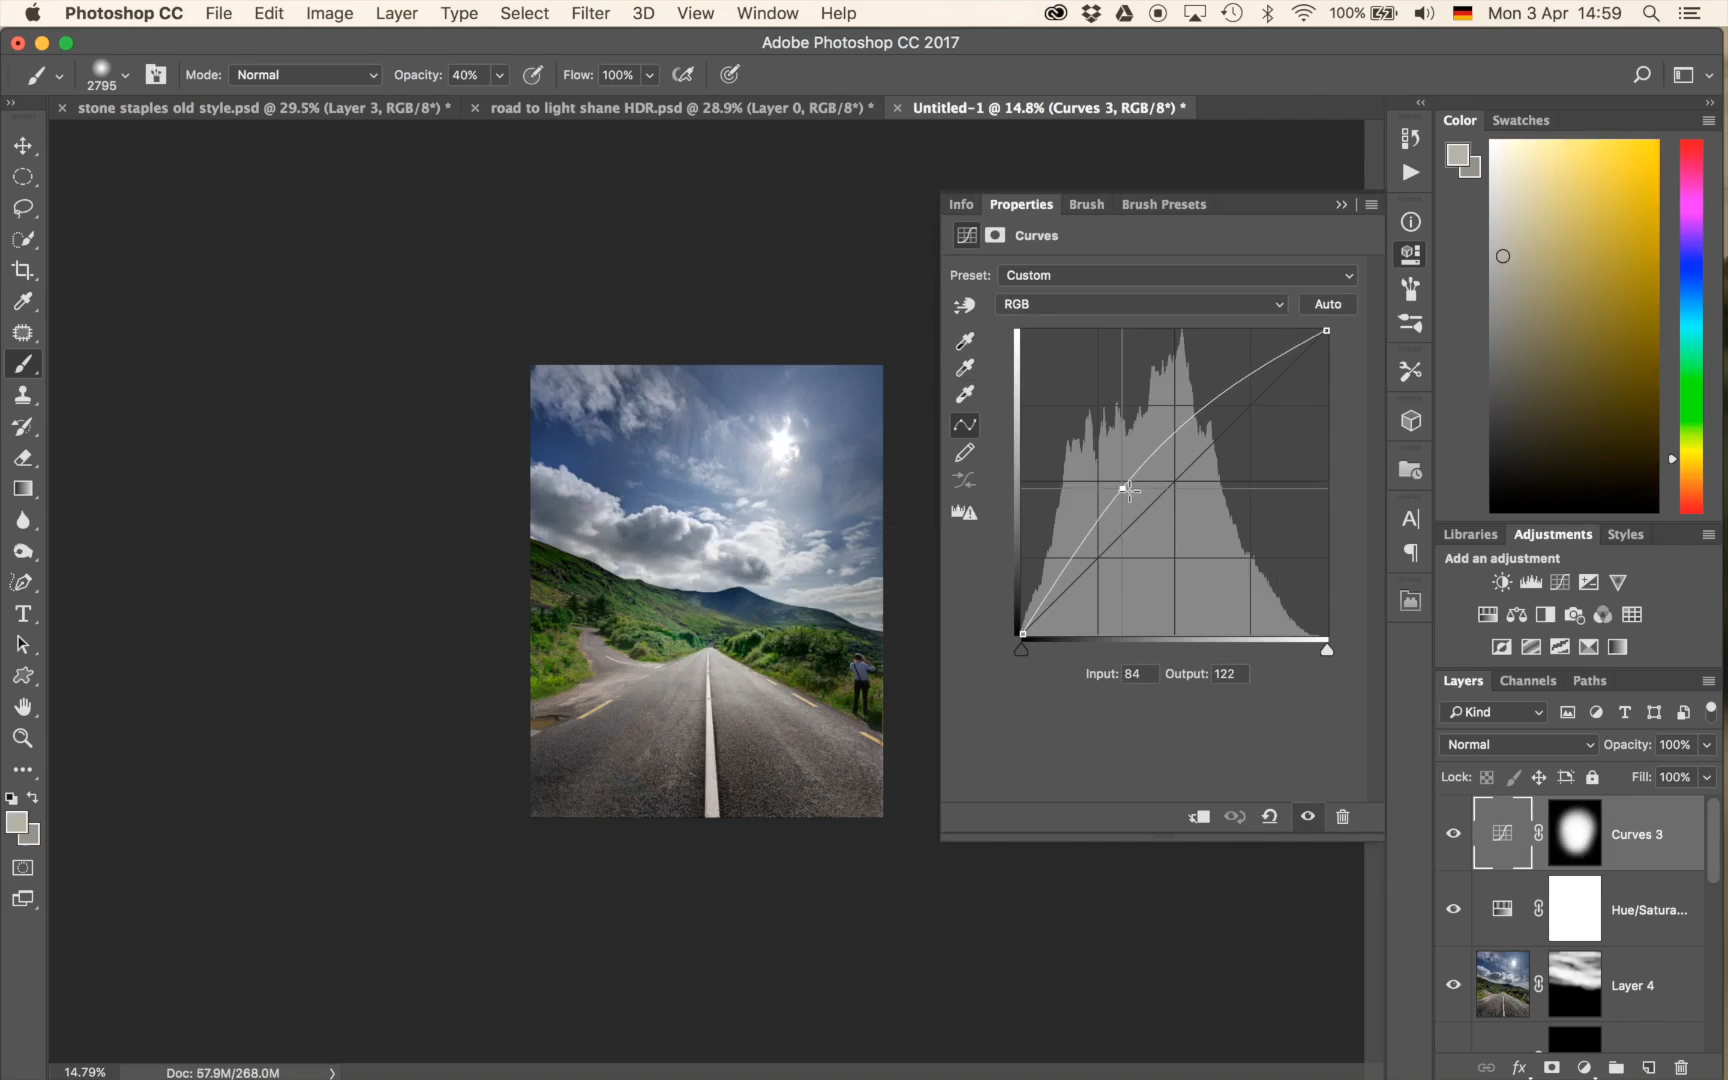 Photoshop CC File Edit Image Layer Type Select Filter 3D View Window Help 100% Mon 3 Apr 14:59
Adobe Photoshop CC 2017
2795 Mode: Normal Opacity: 40% Flow: 100%
stone staples old style.psd @ 29.5% (Layer 3, RGB/8*) * road to light shane HDR.psd @ 28.9% (Layer 0, RGB/8*) * Untitled-1 @ 14.8% (Curves 3, RGB/8*) *
Color Swatches
Info Properties Brush Brush Presets
Curves
Preset: Custom
RGB Auto
Input: 84 Output: 122
Libraries Adjustments Styles
Add an adjustment
Layers Channels Paths
Kind
Normal Opacity: 100%
Lock: Fill: 100%
Curves 3
Hue/Satura...
Layer 4
fx
14.79% Doc: 57.9M/268.0M